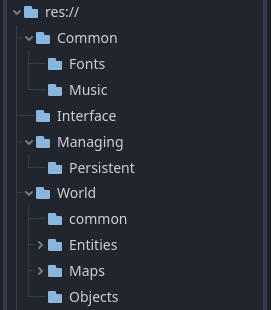 res://
Common
Fonts
Music
Interface
Managing
Persistent
World
common
Entities
Maps
Objects